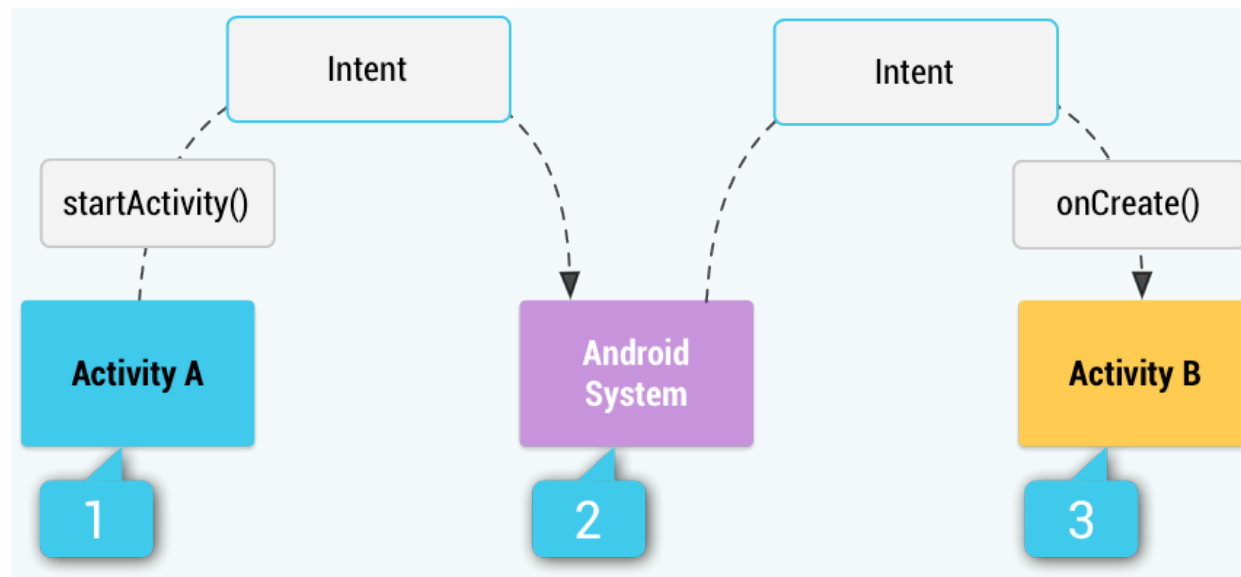 Intent
Intent
startActivity()
onCreate()
Activity A
Android
System
Activity B
1
2
3